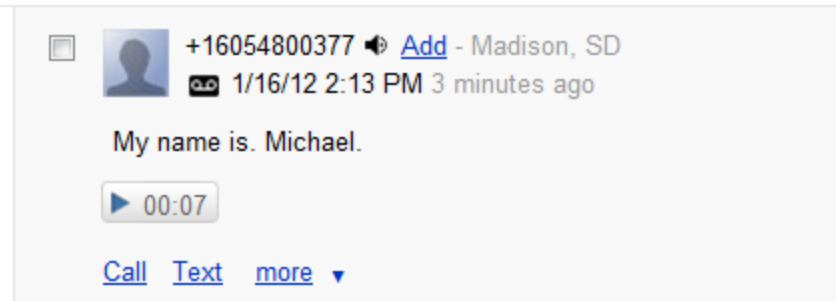 +16054800377 Add - Madison, SD
1/16/12 2:13 PM 3 minutes ago
My name is. Michael.
00:07
Call Text more